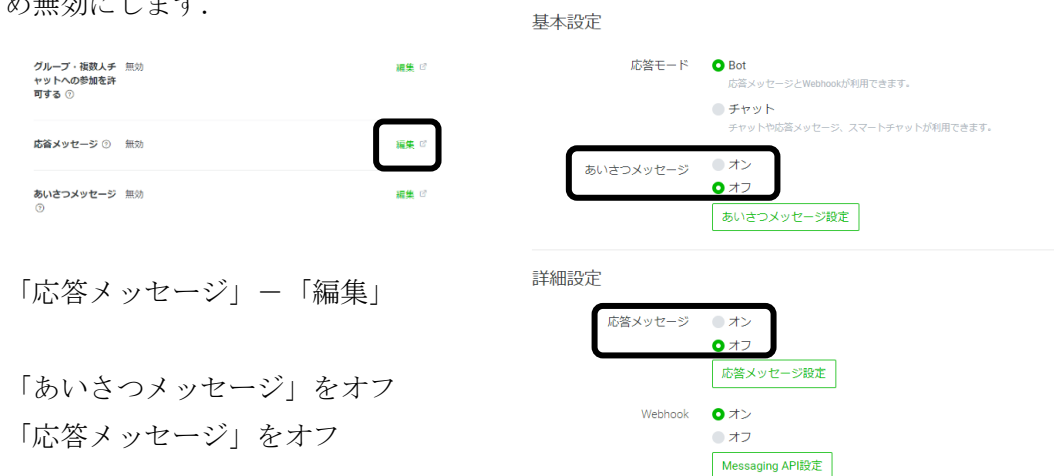 め無効にします．
グループ・複数人チ
ャットへの参加を許
可する
無効
編集
応答メッセージ
無効
編集
あいさつメッセージ
無効
編集
「応答メッセージ」－「編集」
「あいさつメッセージ」をオフ
「応答メッセージ」をオフ
基本設定
応答モード
Bot
応答メッセージとWebhookが利用できます。
チャット
チャットや応答メッセージ、スマートチャットが利用できます。
あいさつメッセージ
オン
オフ
あいさつメッセージ設定
詳細設定
応答メッセージ
オン
オフ
応答メッセージ設定
Webhook
オン
オフ
Messaging API設定